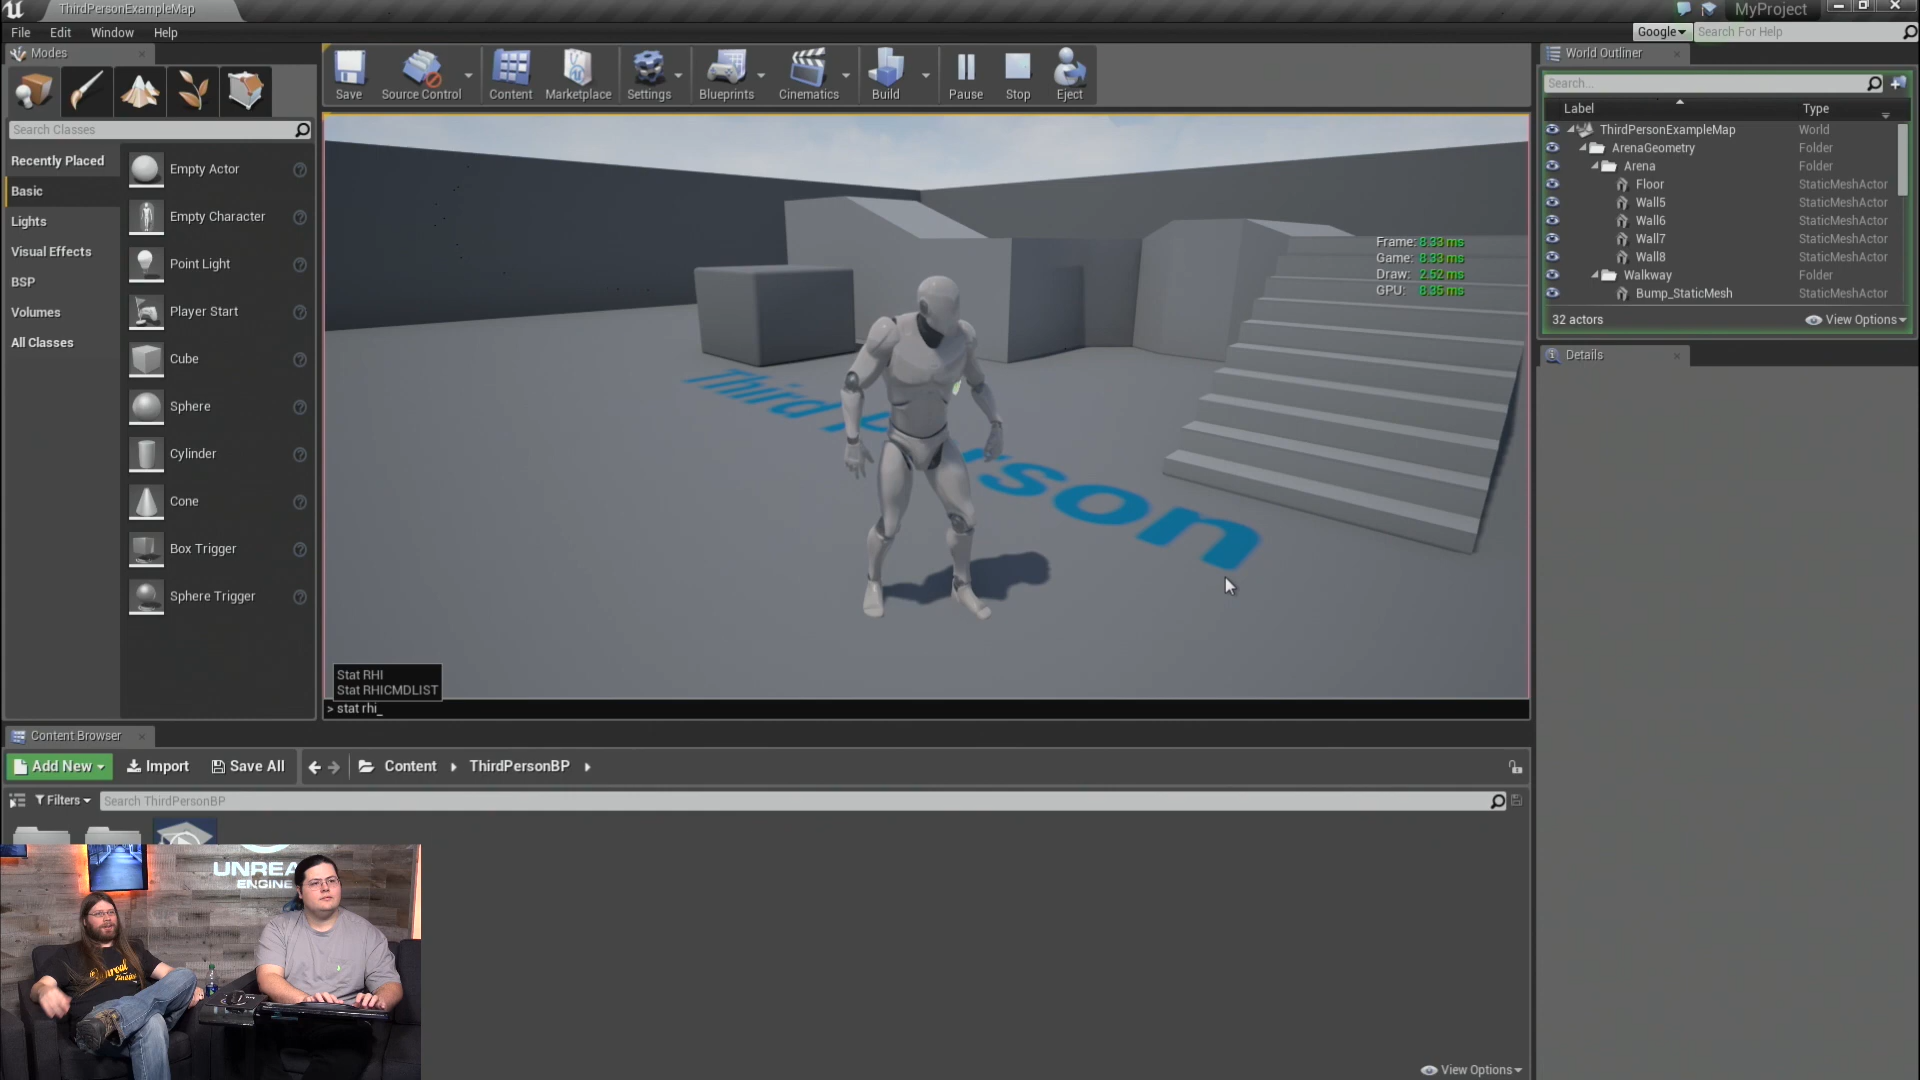 ThirdPersonExampleMap
MyProject
File Edit Window Help
Google
Search For Help
Modes
Save
Source Control
Content
Marketplace
Settings
Blueprints
Cinematics
Build
Pause
Stop
Eject
Search Classes
Recently Placed
Basic
Lights
Visual Effects
BSP
Volumes
All Classes
Empty Actor
Empty Character
Point Light
Player Start
Cube
Sphere
Cylinder
Cone
Box Trigger
Sphere Trigger
Frame: 8.33 ms
Game: 8.33 ms
Draw: 2.52 ms
GPU: 8.35 ms
Third
rson
Stat RHI
Stat RHICMDLIST
> stat rhi_
World Outliner
Search...
Label Type
ThirdPersonExampleMap World
ArenaGeometry Folder
Arena Folder
Floor StaticMeshActor
Wall5 StaticMeshActor
Wall6 StaticMeshActor
Wall7 StaticMeshActor
Wall8 StaticMeshActor
Walkway Folder
Bump_StaticMesh StaticMeshActor
32 actors
View Options
Details
Content Browser
Add New
Import
Save All
Content
ThirdPersonBP
Filters
Search ThirdPersonBP
UNREA
ENGINE
View Options